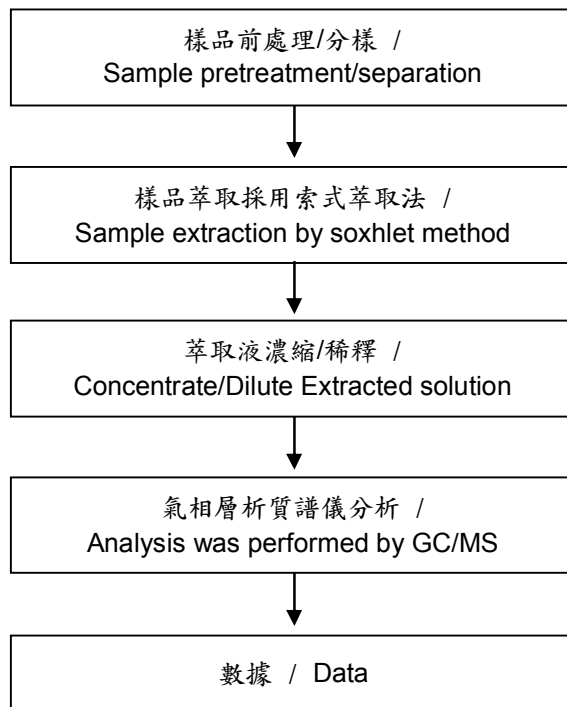 樣品前處理/分樣 /
Sample pretreatment/separation
樣品萃取採用索式萃取法 /
Sample extraction by soxhlet method
萃取液濃縮/稀釋 /
Concentrate/Dilute Extracted solution
氣相層析質譜儀分析 /
Analysis was performed by GC/MS
數據 / Data